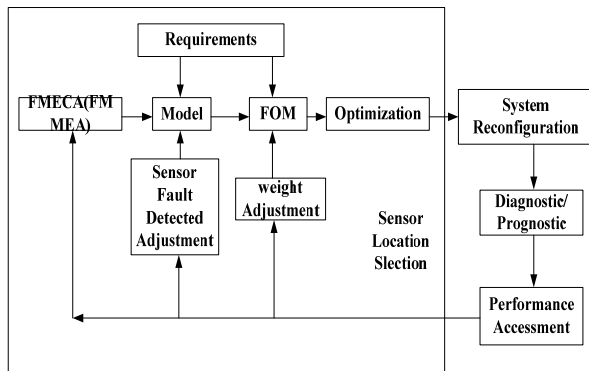 Requirements
FMECA(FM
MEA)
Model
FOM
Optimization
System
Reconfiguration
Sensor
Fault
Detected
Adjustment
weight
Adjustment
Sensor
Location
Slection
Diagnostic/
Prognostic
Performance
Accessment